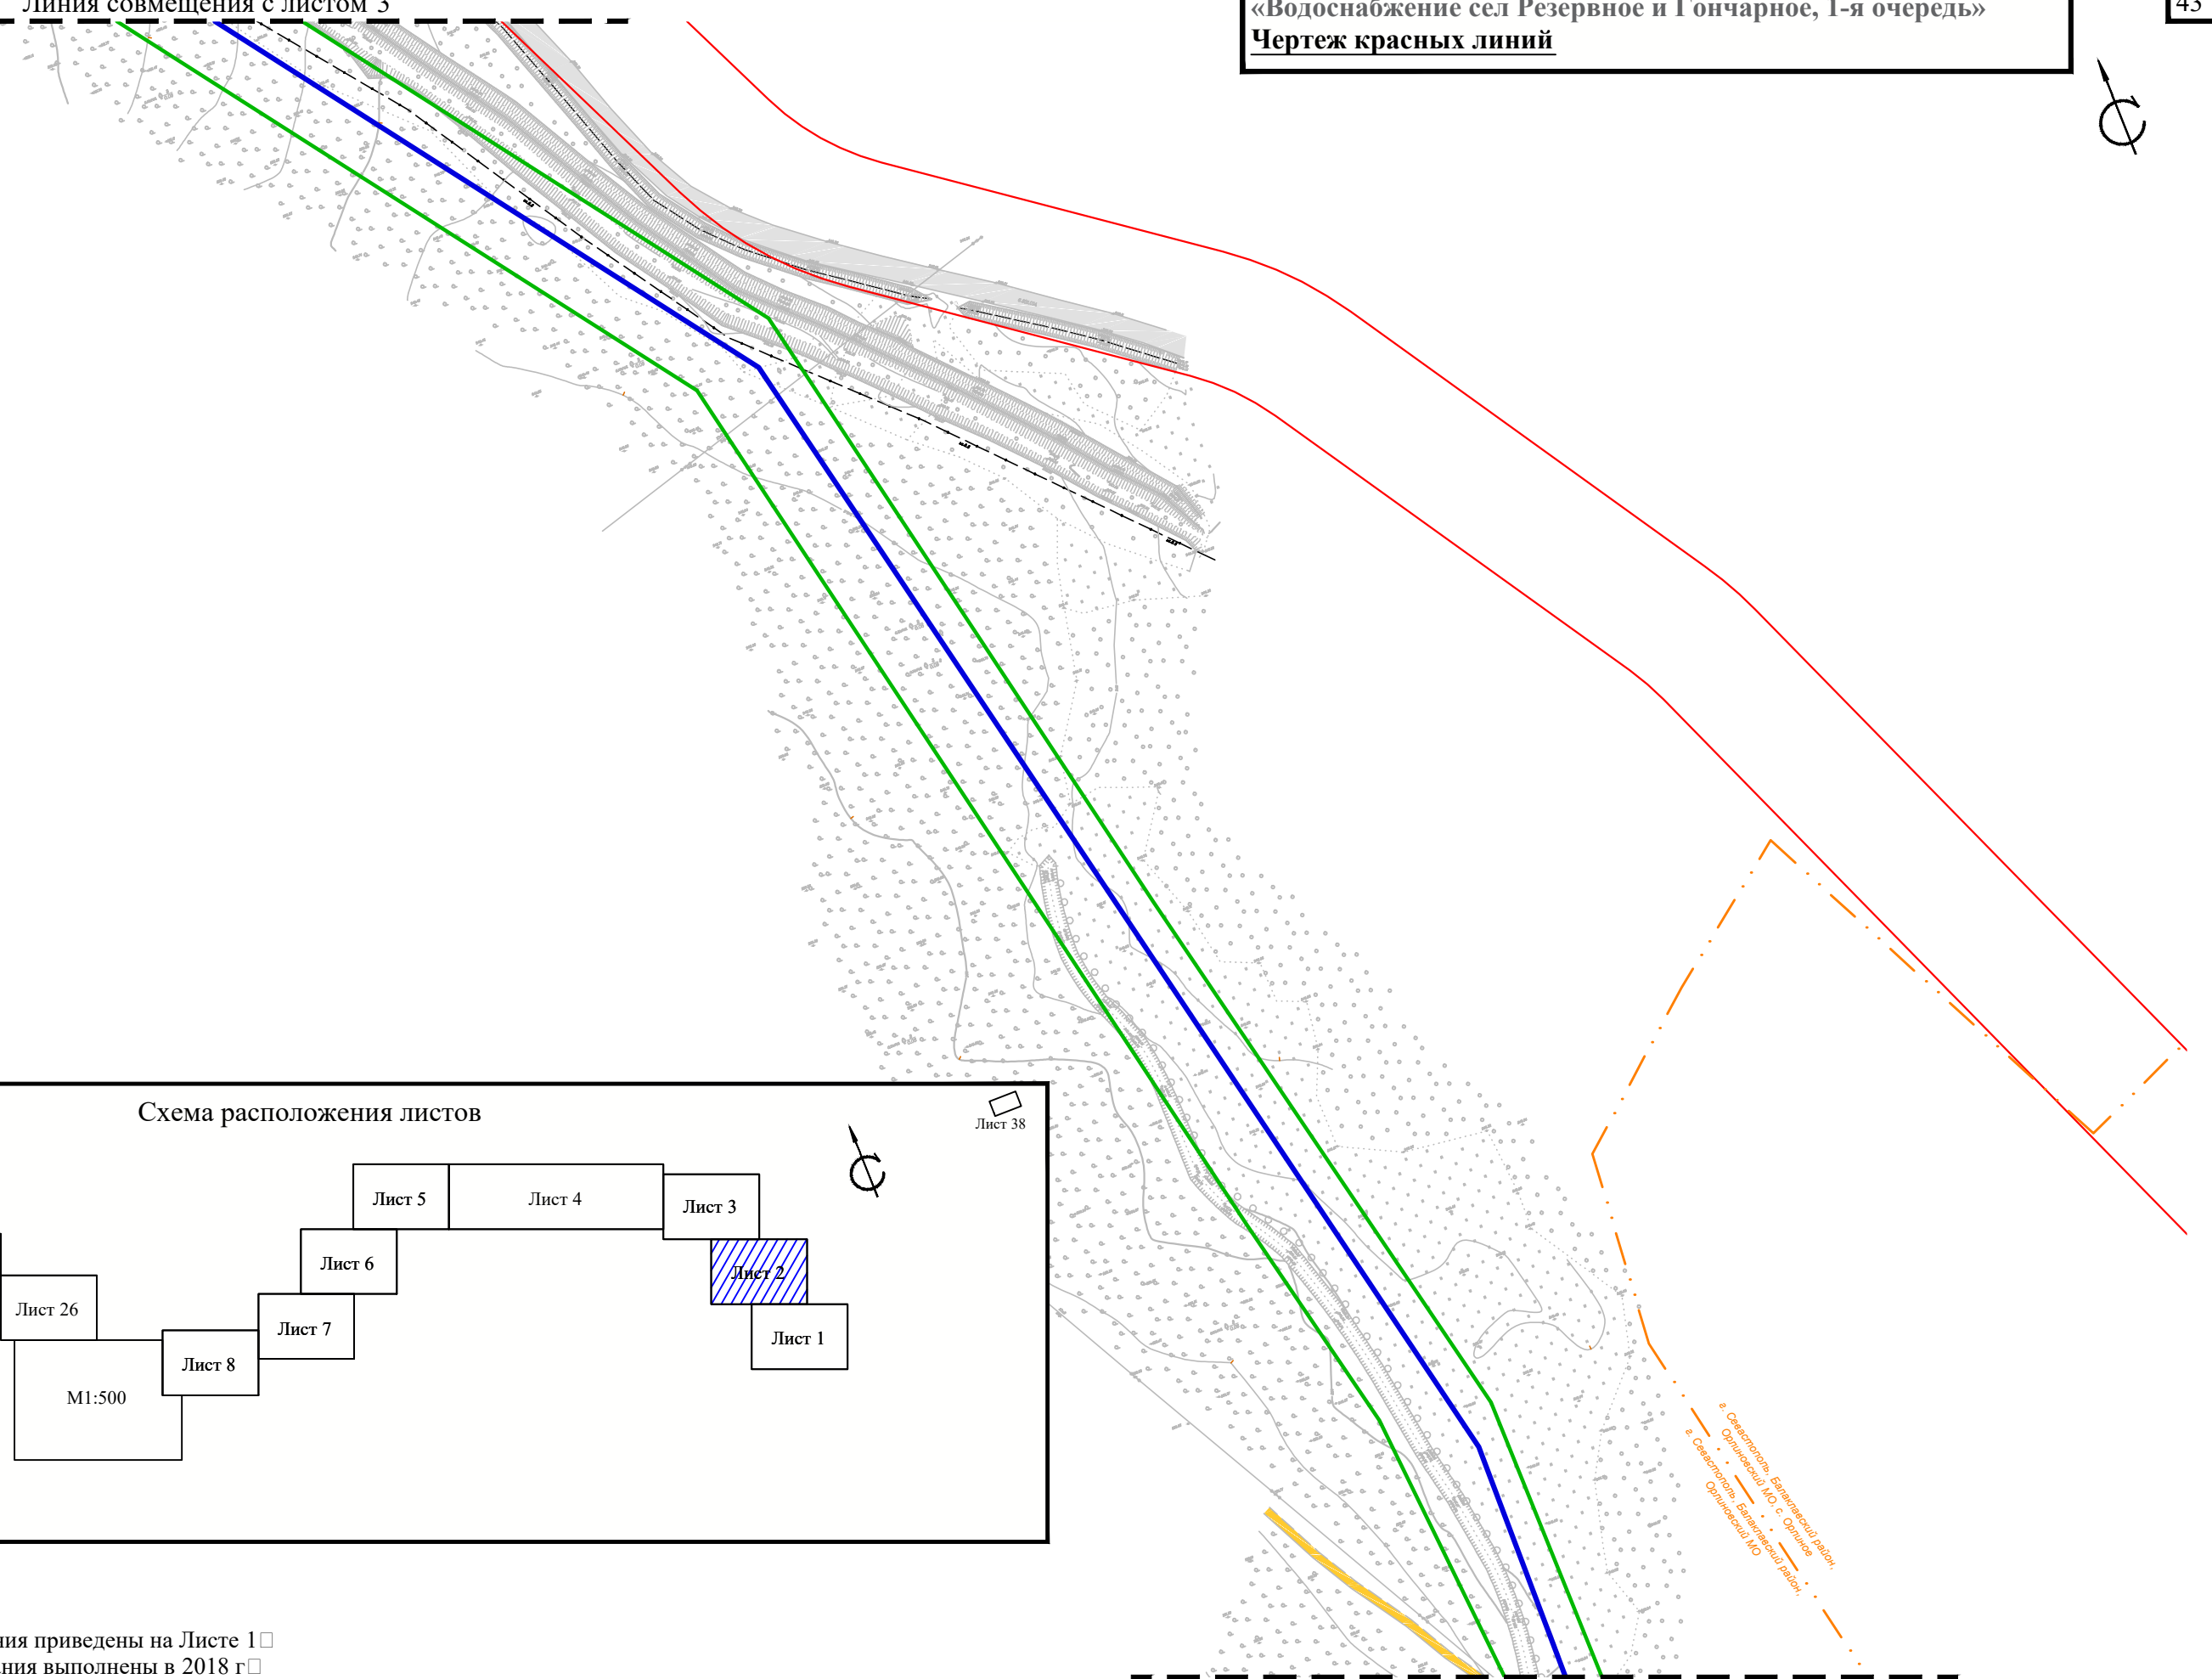 Линия совмещения с листом 3
«Водоснабжение сел Резервное и Гончарное, 1-я очередь»
Чертеж красных линий
43
Схема расположения листов
Лист 38
Лист 5
Лист 4
Лист 3
Лист 6
Лист 2
Лист 26
Лист 7
Лист 1
Лист 8
М1:500
г. Севастополь, Балаклавский район,
Орлиновский МО, с. Орлиное
г. Севастополь, Балаклавский район,
Орлиновский МО
ния приведены на Листе 1
ания выполнены в 2018 г